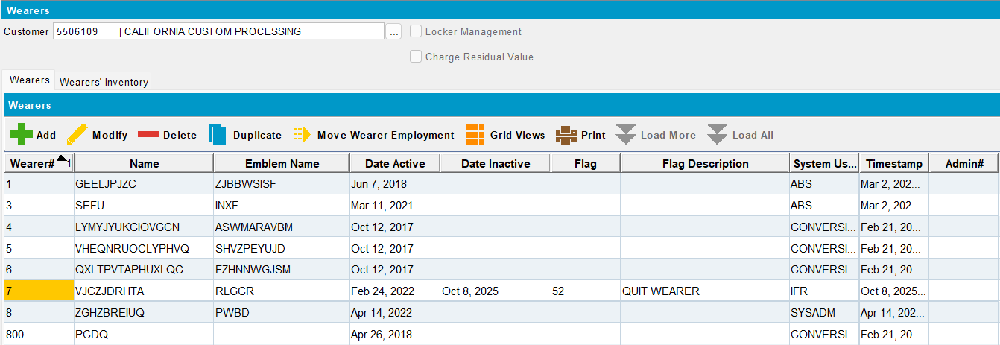 Wearers
Customer 5506109 | CALIFORNIA CUSTOM PROCESSING ... Locker Management
Charge Residual Value
Wearers Wearers' Inventory
Wearers
Add Modify Delete Duplicate Move Wearer Employment Grid Views Print Load More Load All
Wearer# 1 Name Emblem Name Date Active Date Inactive Flag Flag Description System Us... Timestamp Admin#
1 GEELJPJZC ZJBBWSISF Jun 7, 2018 ABS Mar 2, 202...
3 SEFU INXF Mar 11, 2021 ABS Mar 2, 202...
4 LYMYJYUKCIOVGCN ASWMARAVBM Oct 12, 2017 CONVERSI... Feb 21, 20...
5 VHEQNRUOCLYPHVQ SHVZPEYUJD Oct 12, 2017 CONVERSI... Feb 21, 20...
6 QXLTPVTAPHUXLQC FZHNNWGJSM Oct 12, 2017 CONVERSI... Feb 21, 20...
7 VJCZJDRHTA RLGCR Feb 24, 2022 Oct 8, 2025 52 QUIT WEARER IFR Oct 8, 2025...
8 ZGHZBREIUQ PWBD Apr 14, 2022 SYSADM Apr 14, 202...
800 PCDQ Apr 26, 2018 CONVERSI... Feb 21, 20...